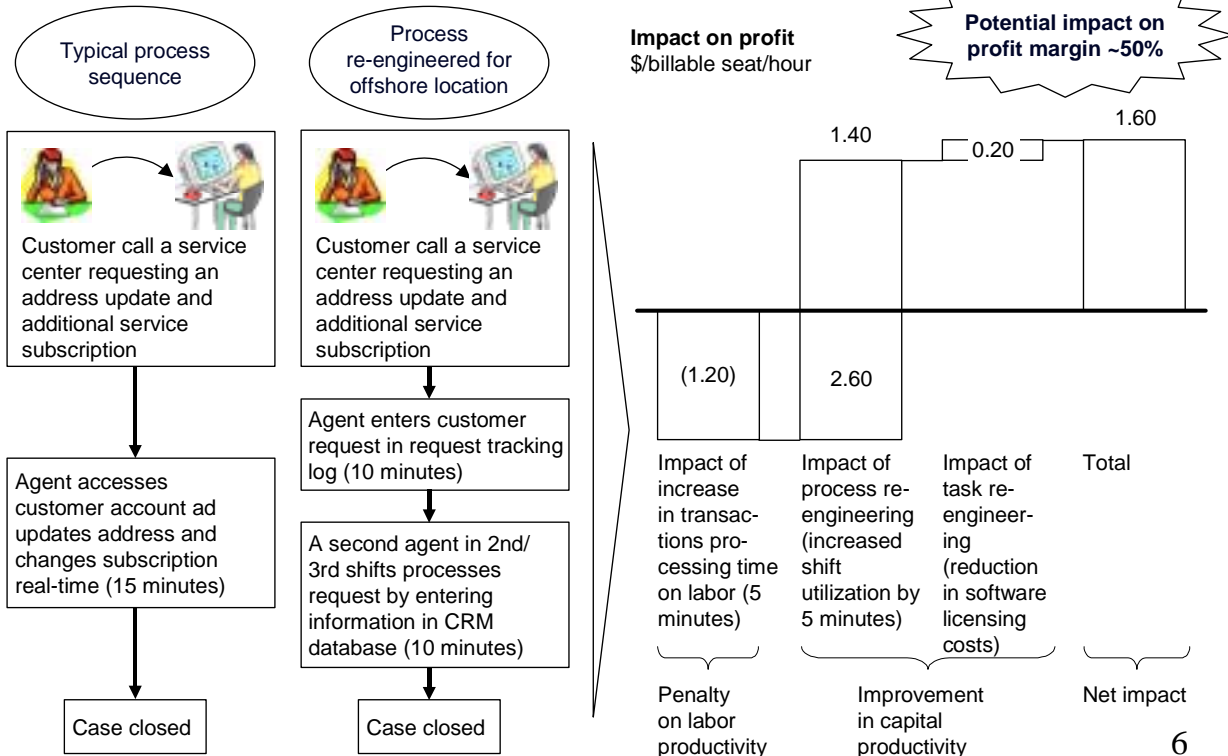 Typical process
sequence
Customer call a service
center requesting an
address update and
additional service
subscription
Agent accesses
customer account ad
updates address and
changes subscription
real-time (15 minutes)
Case closed
Process
re-engineered for
offshore location
Customer call a service
center requesting an
address update and
additional service
subscription
Agent enters customer
request in request tracking
log (10 minutes)
A second agent in 2nd/
3rd shifts processes
request by entering
information in CRM
database (10 minutes)
Case closed
Impact on profit
$/billable seat/hour
Potential impact on
profit margin ~50%
1.40
0.20
1.60
(1.20)
2.60
Impact of
increase
in transac-
tions pro-
cessing time
on labor (5
minutes)
Impact of
process re-
engineering
(increased
shift
utilization by
5 minutes)
Impact of
task re-
engineer-
ing
(reduction
in software
licensing
costs)
Total
Penalty
on labor
productivity
Improvement
in capital
productivity
Net impact
6